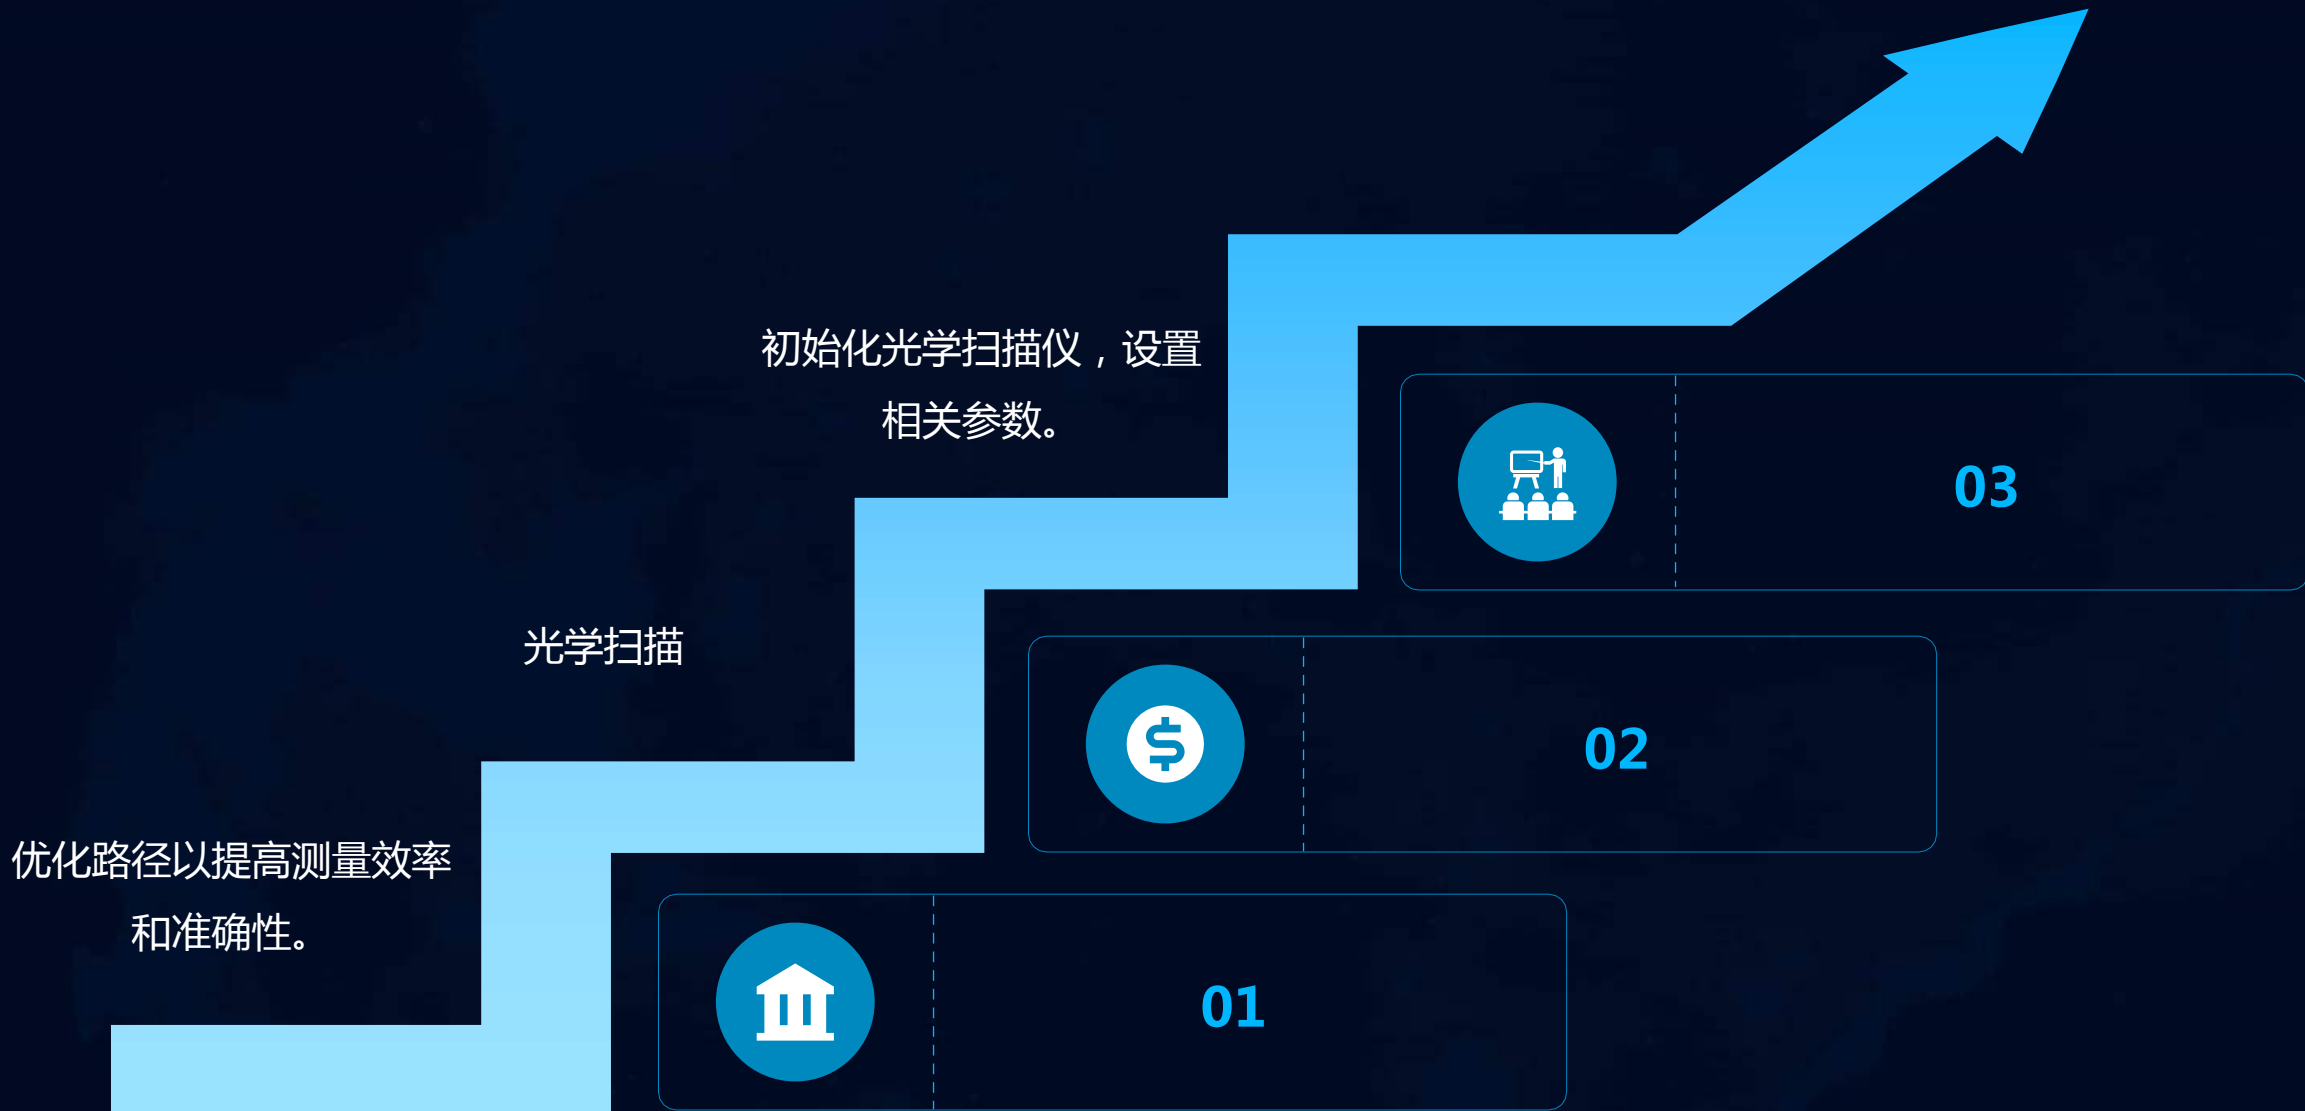 初始化光学扫描仪，设置
相关参数。
03
光学扫描
02
优化路径以提高测量效率
和准确性。
01